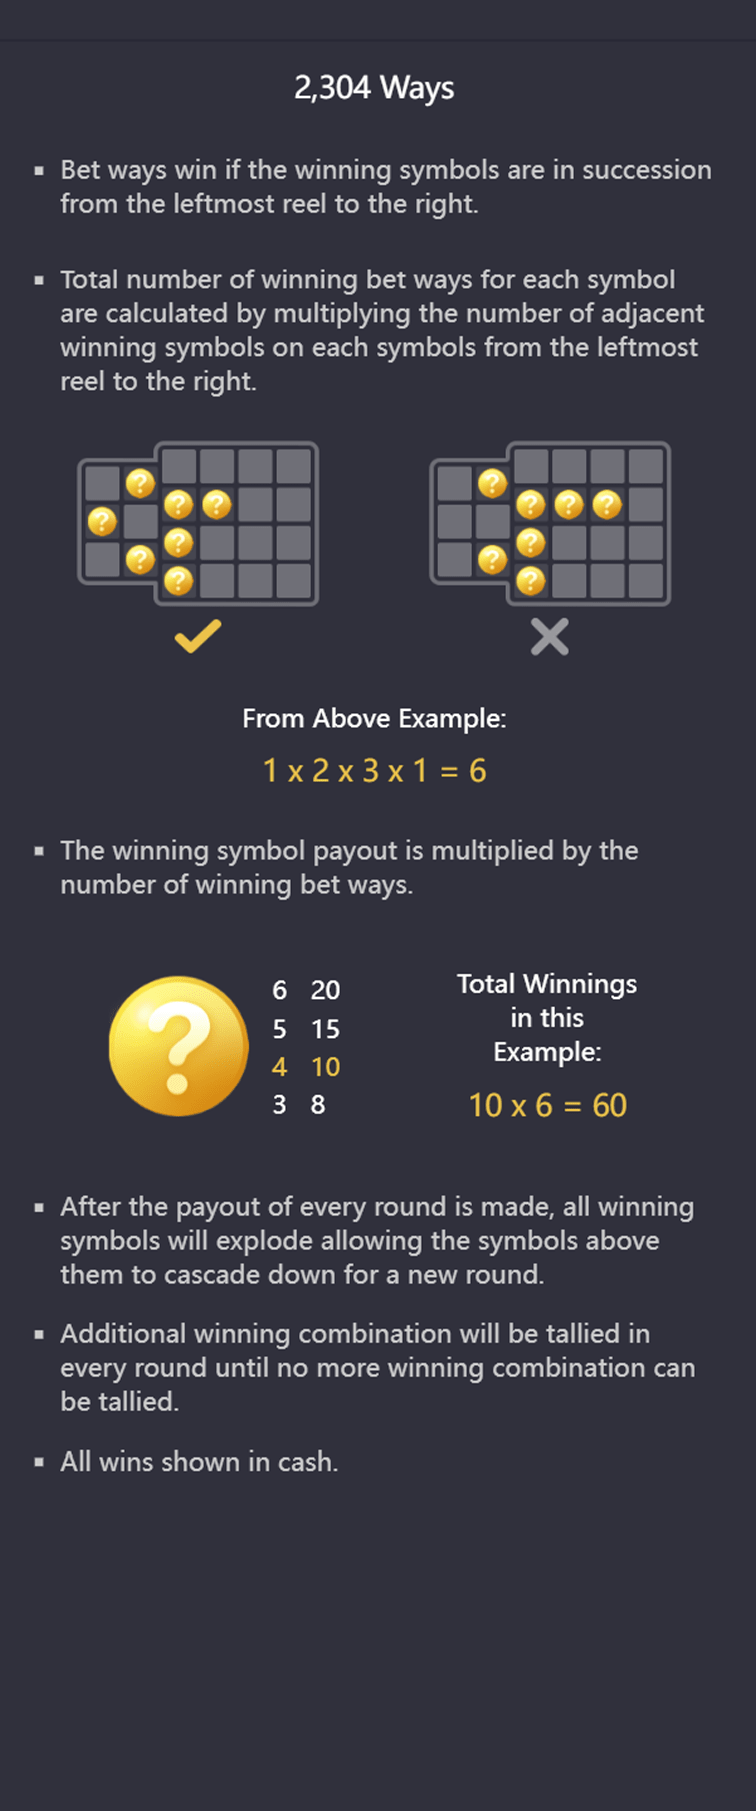 2,304 Ways
▪ Bet ways win if the winning symbols are in succession
from the leftmost reel to the right.
▪ Total number of winning bet ways for each symbol
are calculated by multiplying the number of adjacent
winning symbols on each symbols from the leftmost
reel to the right.
? ? ? ? ? ? ?
? ? ? ? ? ? ?
From Above Example:
1 x 2 x 3 x 1 = 6
▪ The winning symbol payout is multiplied by the
number of winning bet ways.
?
6 20
5 15
4 10
3 8
Total Winnings
in this
Example:
10 x 6 = 60
▪ After the payout of every round is made, all winning
symbols will explode allowing the symbols above
them to cascade down for a new round.
▪ Additional winning combination will be tallied in
every round until no more winning combination can
be tallied.
▪ All wins shown in cash.